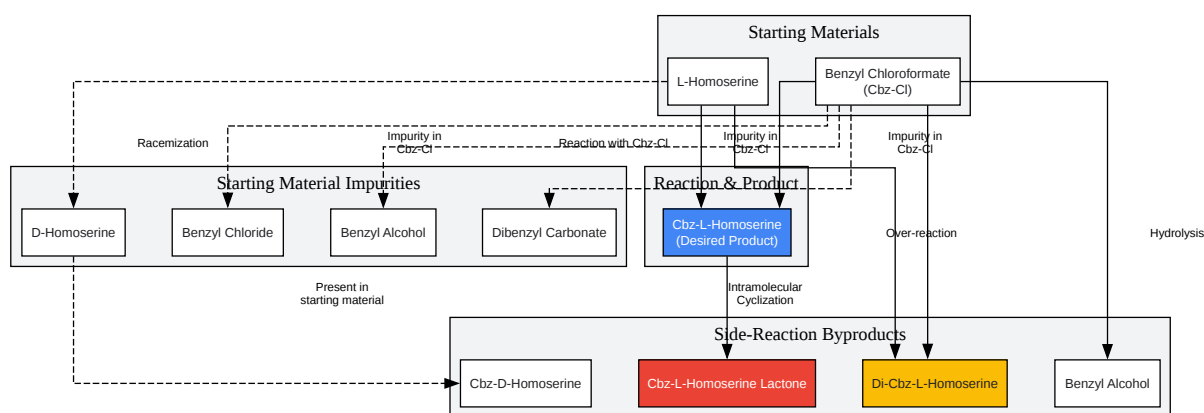 Starting Materials
L-Homoserine
Benzyl Chloroformate
(Cbz-Cl)
Racemization
Impurity in
Cbz-Cl
Reaction with Cbz-Cl
Impurity in
Cbz-Cl
Impurity in
Cbz-Cl
Starting Material Impurities
Reaction & Product
D-Homoserine
Benzyl Chloride
Benzyl Alcohol
Dibenzyl Carbonate
Cbz-L-Homoserine
(Desired Product)
Over-reaction
Hydrolysis
Present in
starting material
Intramolecular
Cyclization
Side-Reaction Byproducts
Cbz-D-Homoserine
Cbz-L-Homoserine Lactone
Di-Cbz-L-Homoserine
Benzyl Alcohol